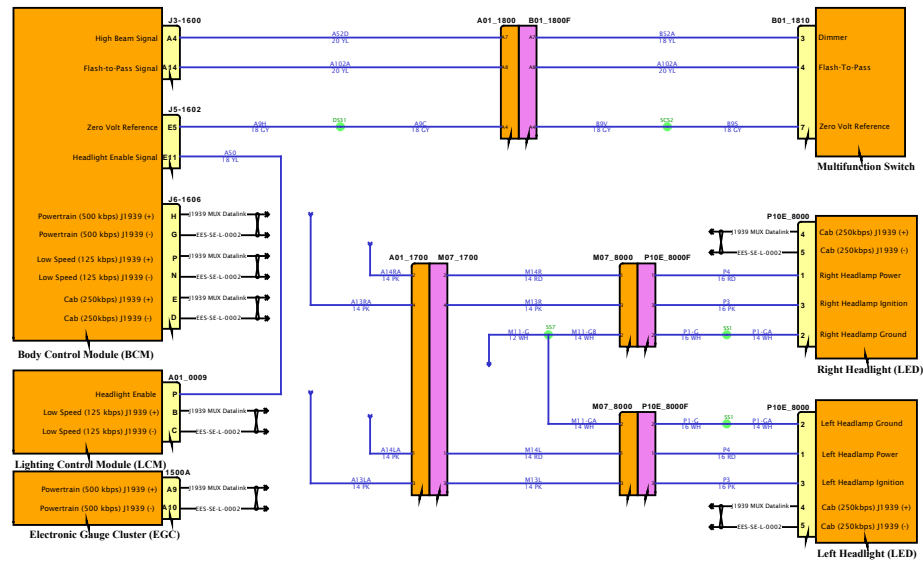 J3-1600
High Beam Signal A4 A52D 20 YL
Flash-to-Pass Signal A14 A102A 20 YL
A01_1800 B01_1800F
A7 A7 B52A 18 YL
A8 A102A 20 YL
B01_1810
3 Dimmer
4 Flash-To-Pass
7 Zero Volt Reference
Multifunction Switch
J5-1602
Zero Volt Reference E5 A9H 18 GY DSS1 A9C 18 GY A4
B9V 18 GY SCS2 B9S 18 GY
Headlight Enable Signal E11 A50 18 YL
J6-1606
Powertrain (500 kbps) J1939 (+) H J1939 MUX Datalink
Powertrain (500 kbps) J1939 (-) G EES-SE-L-0002
Low Speed (125 kbps) J1939 (+) P J1939 MUX Datalink
Low Speed (125 kbps) J1939 (-) N EES-SE-L-0002
Cab (250kbps) J1939 (+) E J1939 MUX Datalink
Cab (250kbps) J1939 (-) D EES-SE-L-0002
Body Control Module (BCM)
A01_1700 M07_1700
A14RA 14 PK M14R 14 RD
A13RA 14 PK M13R 14 PK
M11-G 12 WH SS7 M11-GB 14 WH
M07_8000 P10E_8000F
P4 16 RD
P3 16 PK
P1-G 16 WH SS1 P1-GA 14 WH
P10E_8000
J1939 MUX Datalink 4 Cab (250kbps) J1939 (+)
EES-SE-L-0002 5 Cab (250kbps) J1939 (-)
1 Right Headlamp Power
3 Right Headlamp Ignition
2 Right Headlamp Ground
Right Headlight (LED)
A01_0009
Headlight Enable P
Low Speed (125 kbps) J1939 (+) B J1939 MUX Datalink
Low Speed (125 kbps) J1939 (-) C EES-SE-L-0002
Lighting Control Module (LCM)
1500A
Powertrain (500 kbps) J1939 (+) A9 J1939 MUX Datalink
Powertrain (500 kbps) J1939 (-) A10 EES-SE-L-0002
Electronic Gauge Cluster (EGC)
A14LA 14 PK M14L 14 RD
A13LA 14 PK M13L 14 PK
M11-GA 14 WH
M07_8000 P10E_8000F
P1-G 16 WH SS1 P1-GA 14 WH
P4 16 RD
P3 16 PK
P10E_8000
2 Left Headlamp Ground
1 Left Headlamp Power
3 Left Headlamp Ignition
J1939 MUX Datalink 4 Cab (250kbps) J1939 (+)
EES-SE-L-0002 5 Cab (250kbps) J1939 (-)
Left Headlight (LED)